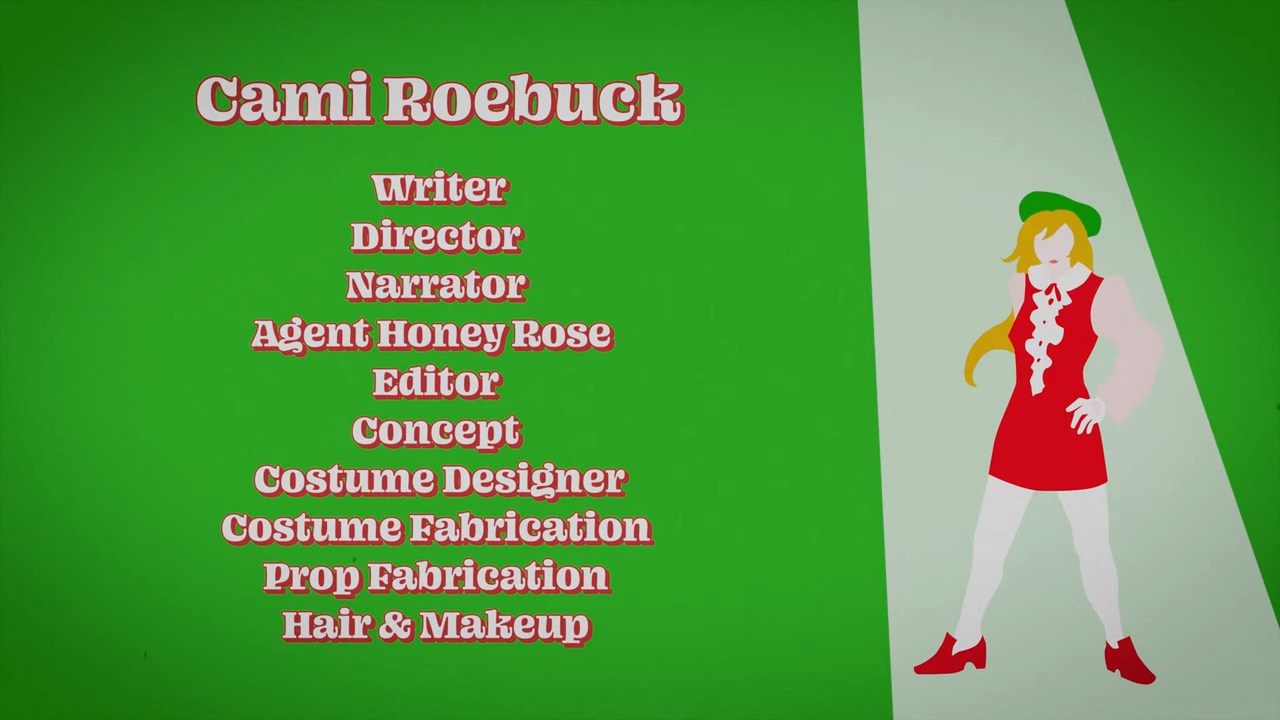 Cami Roebuck
Writer
Director
Narrator
Agent Honey Rose
Editor
Concept
Costume Designer
Costume Fabrication
Prop Fabrication
Hair & Makeup